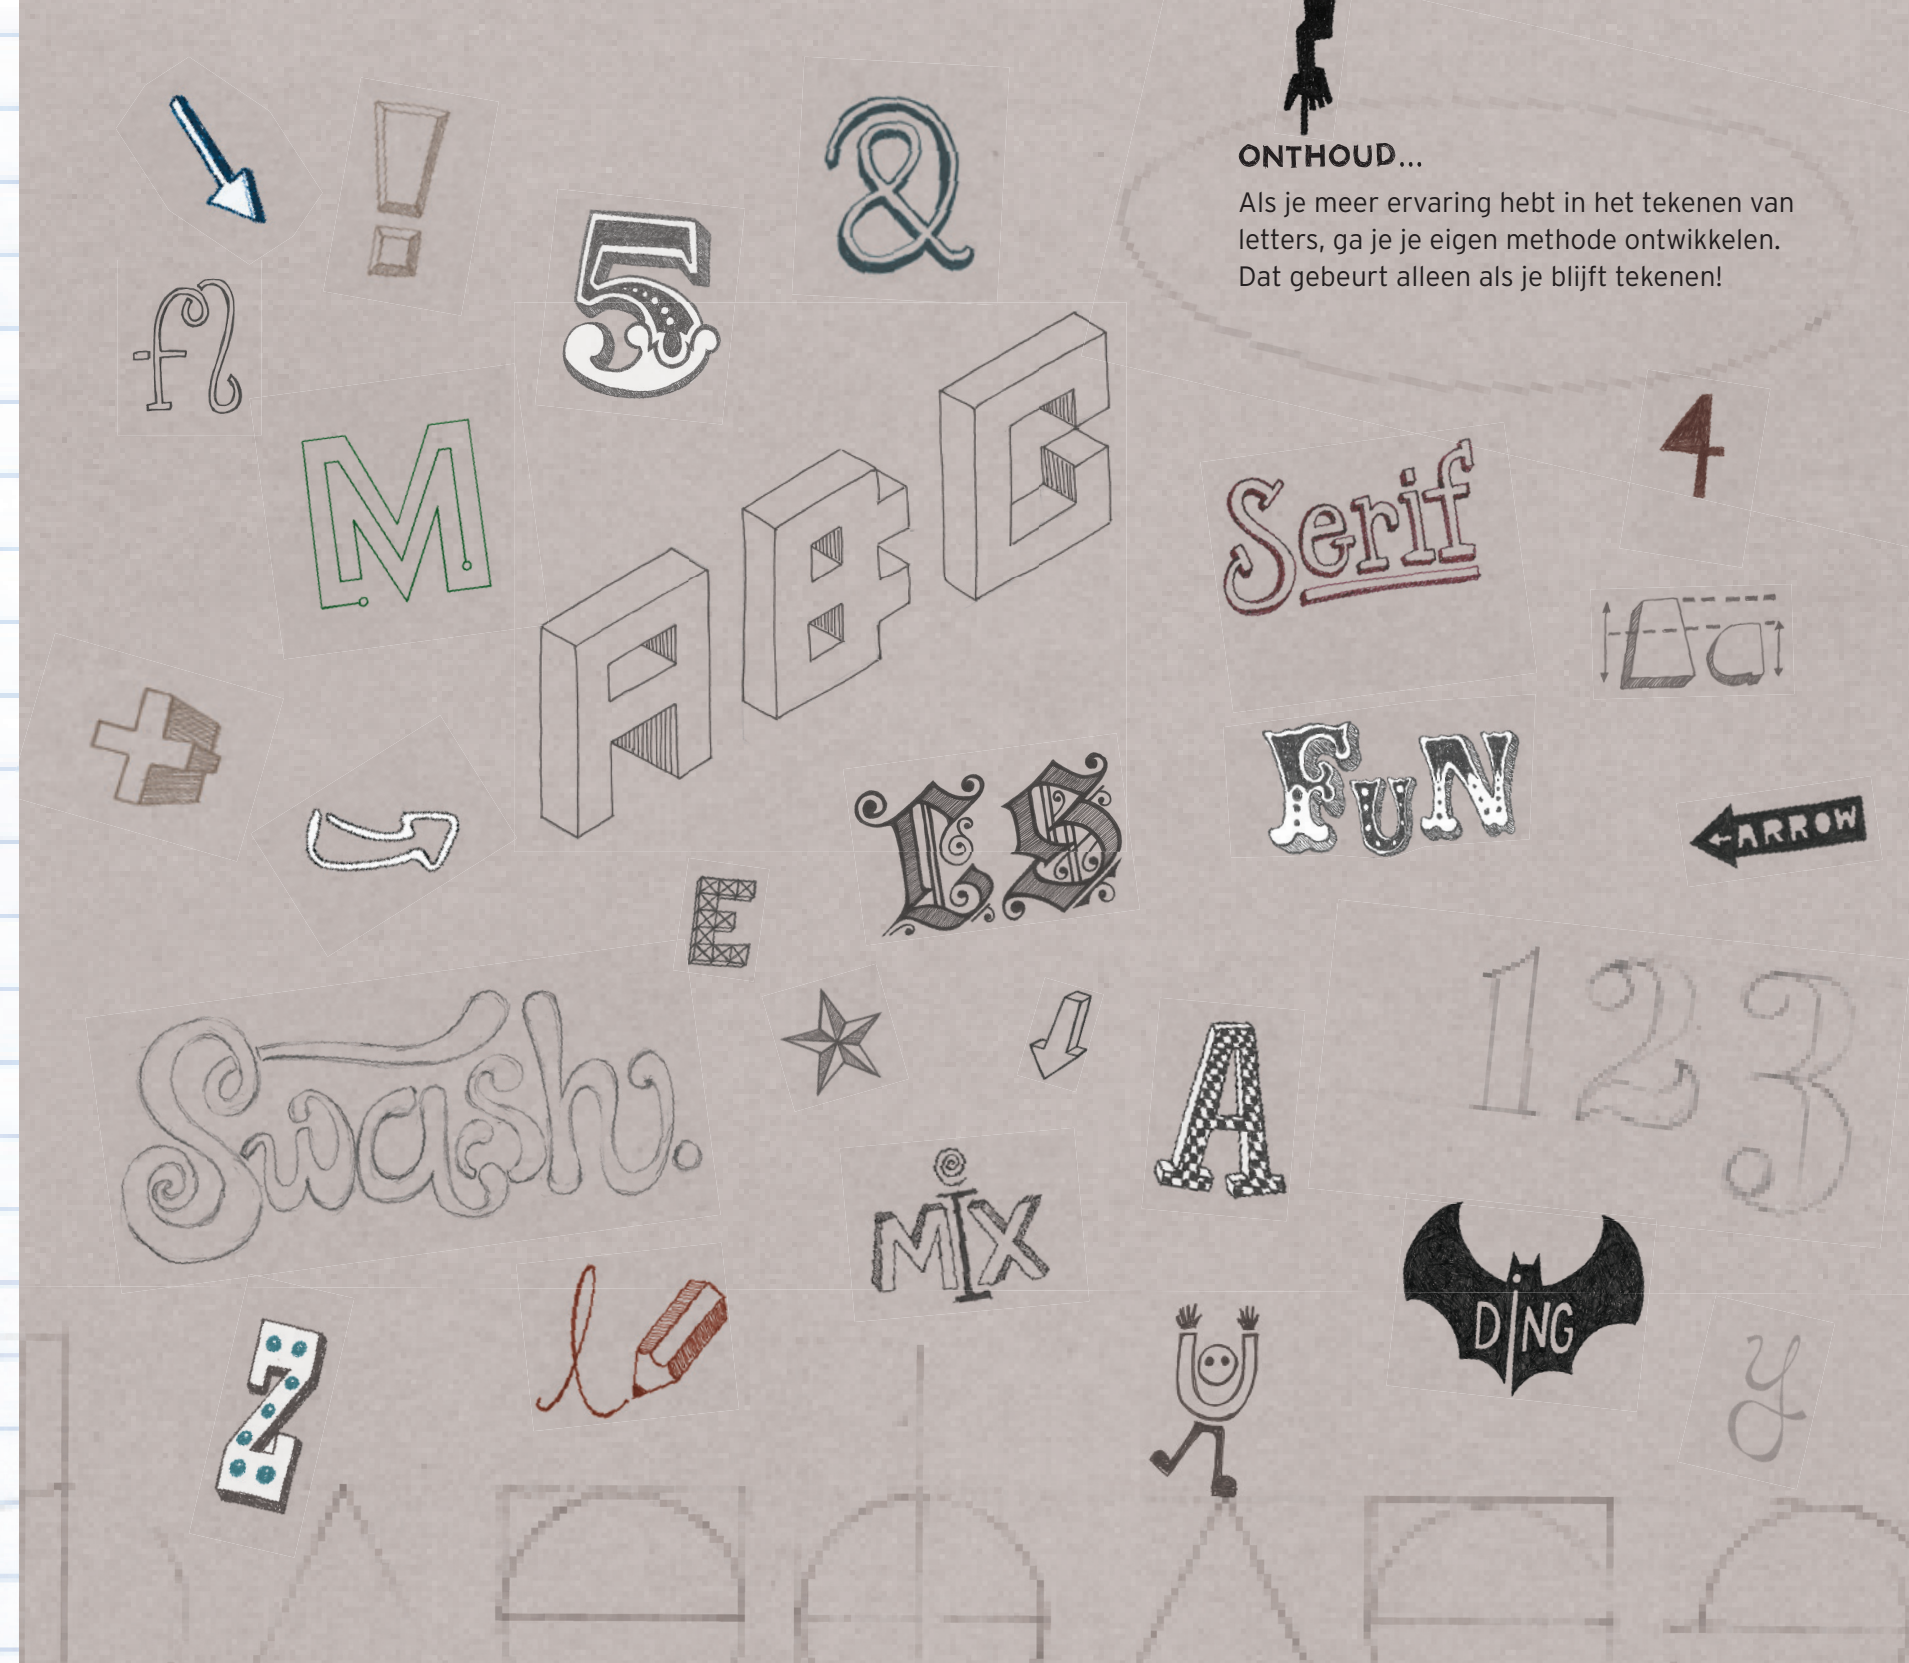 ONTHOUD...
Als je meer ervaring hebt in het tekenen van
letters, ga je je eigen methode ontwikkelen.
Dat gebeurt alleen als je blijft tekenen!
!
&
5
A
M
ABC
Serif
4
Aa
+
FUN
ARROW
CS
E
Swash.
123
A
MiX
DiNG
Z
l
U
y